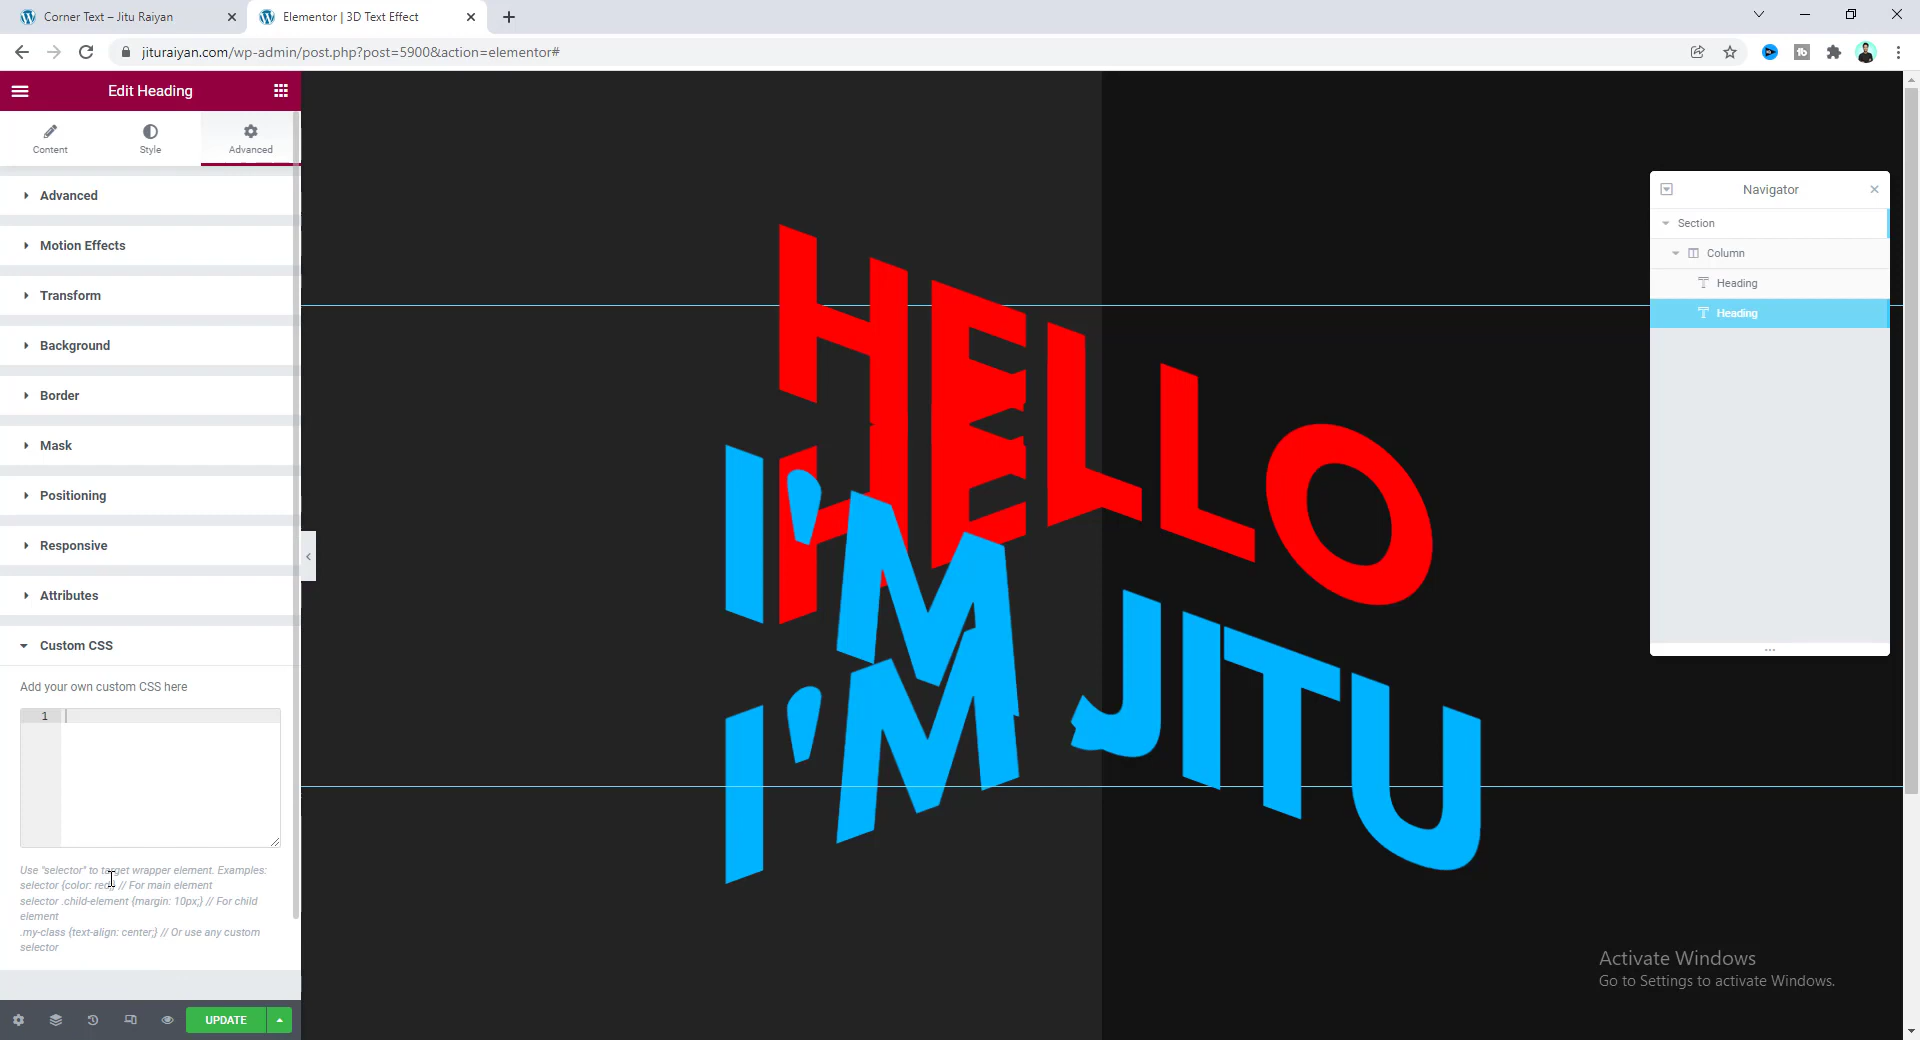 Corner Text – Jitu Raiyan
Elementor | 3D Text Effect
jituraiyan.com/wp-admin/post.php?post=5900&action=elementor#
Edit Heading
Content
Style
Advanced
Advanced
Motion Effects
Transform
Background
Border
Mask
Positioning
Responsive
Attributes
Custom CSS
Add your own custom CSS here
1
Use "selector" to target wrapper element. Examples:
selector {color: red;} // For main element
selector .child-element {margin: 10px;} // For child
element
.my-class {text-align: center;} // Or use any custom
selector
UPDATE
HELLO
HE
I'M JITU
I'M
Navigator
Section
Column
Heading
Heading
Activate Windows
Go to Settings to activate Windows.